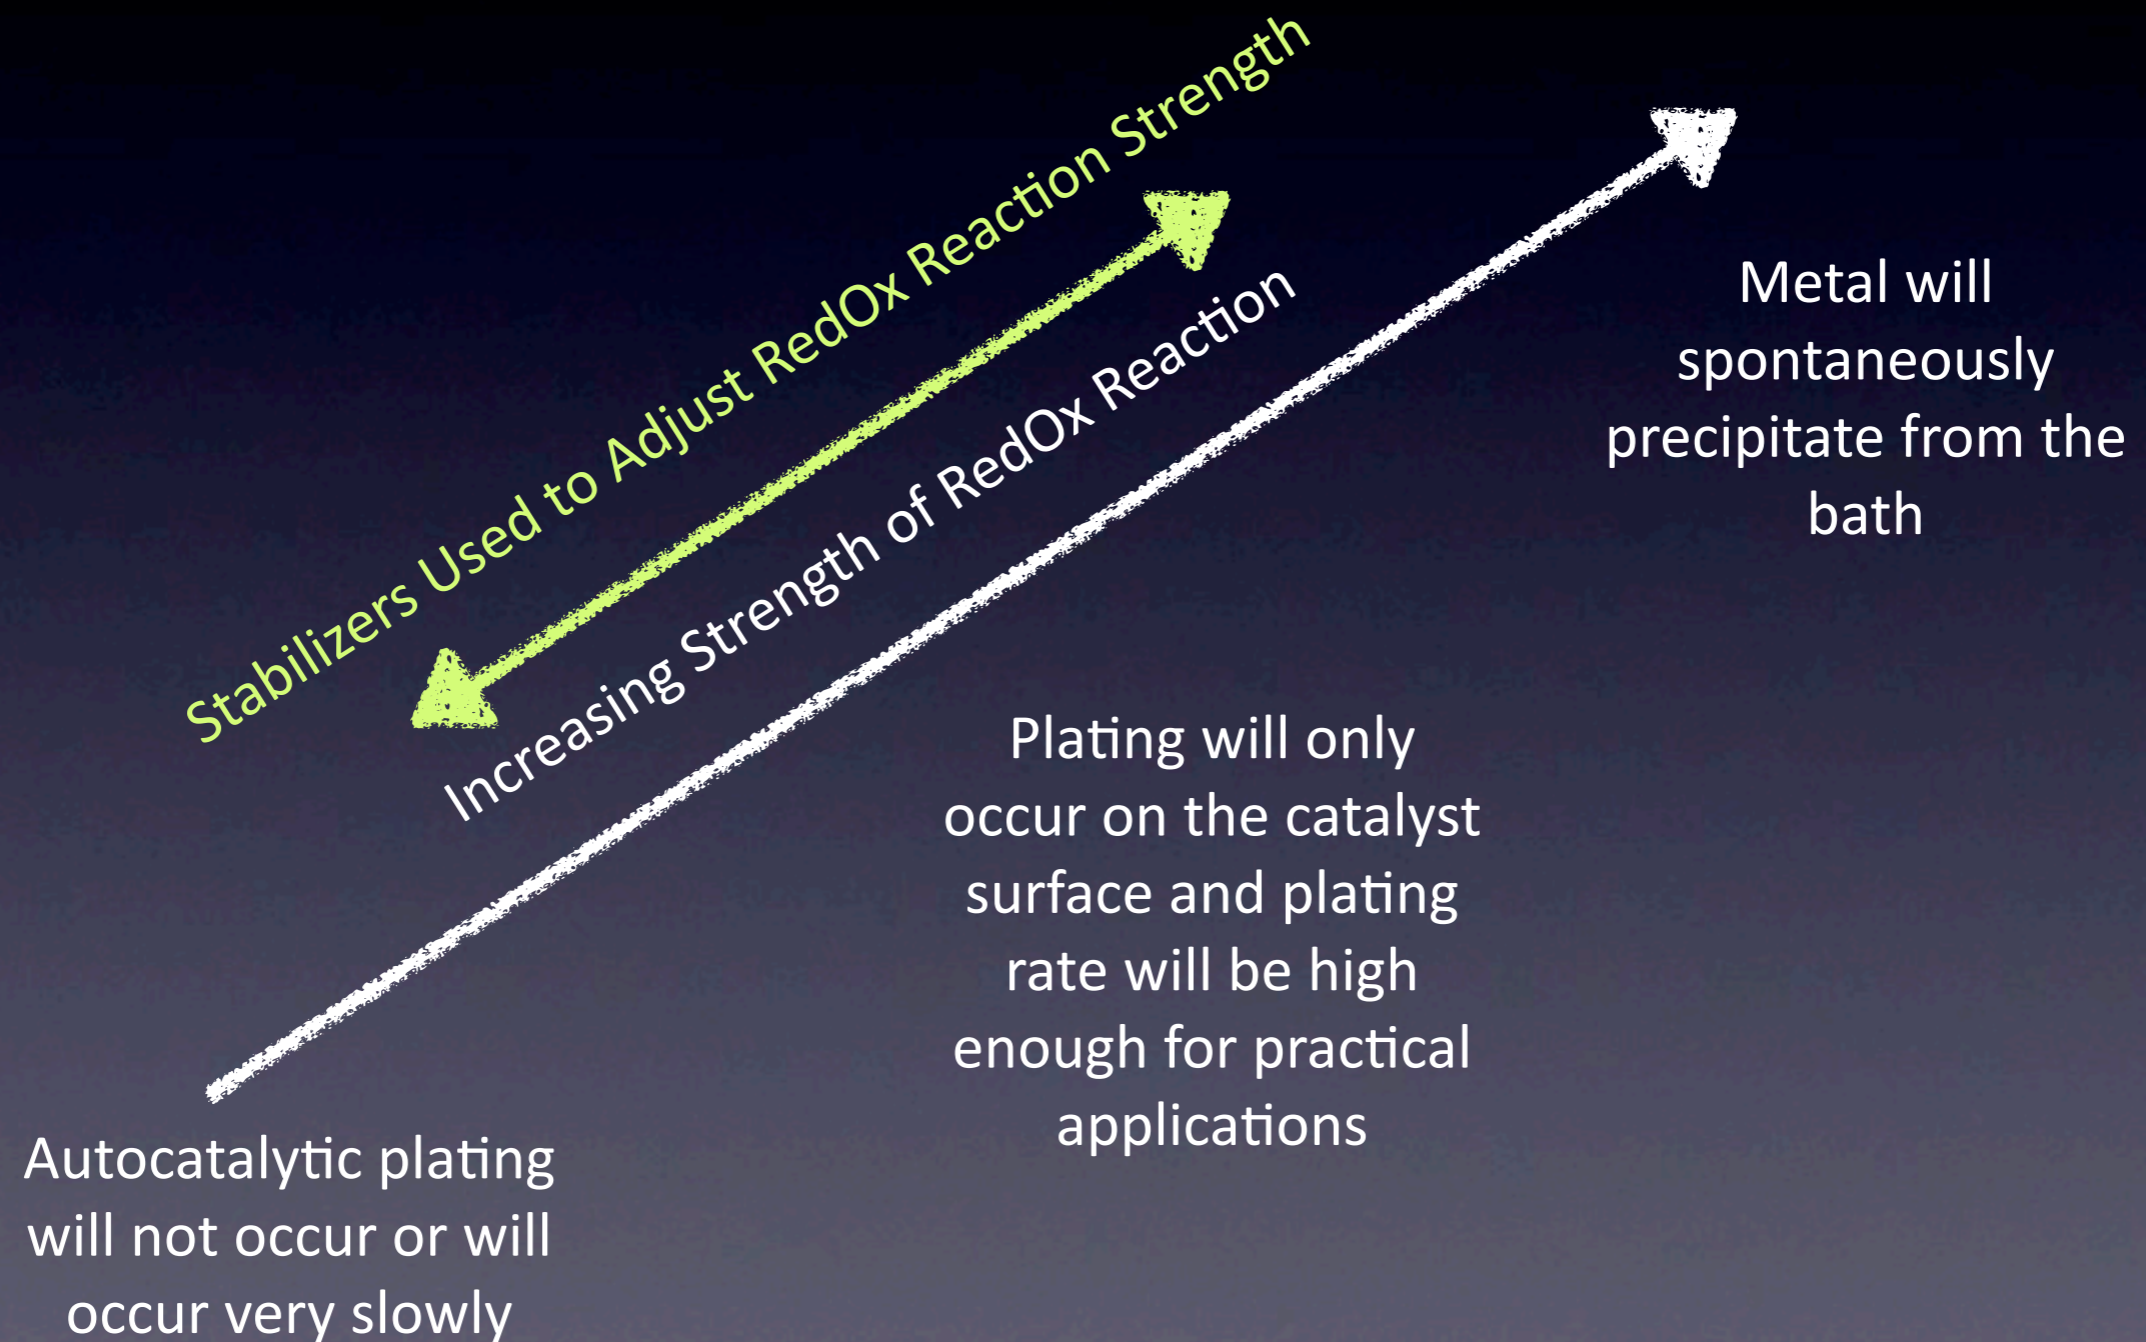 Stabilizers Used to Adjust RedOx Reaction Strength
Increasing Strength of RedOx Reaction
Metal will
spontaneously
precipitate from the
bath
Plating will only
occur on the catalyst
surface and plating
rate will be high
enough for practical
applications
Autocatalytic plating
will not occur or will
occur very slowly